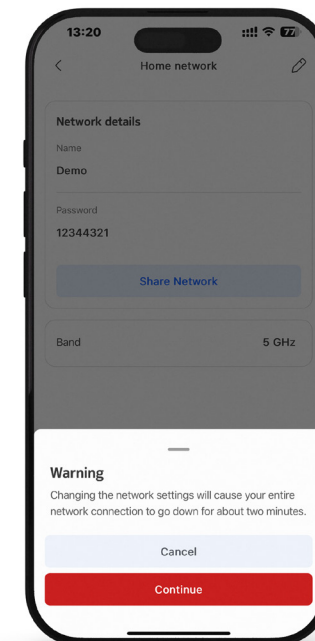 13:20
77
Home network
Network details
Name
Demo
Password
12344321
Share Network
Band 5 GHz
Warning
Changing the network settings will cause your entire
network connection to go down for about two minutes.
Cancel
Continue